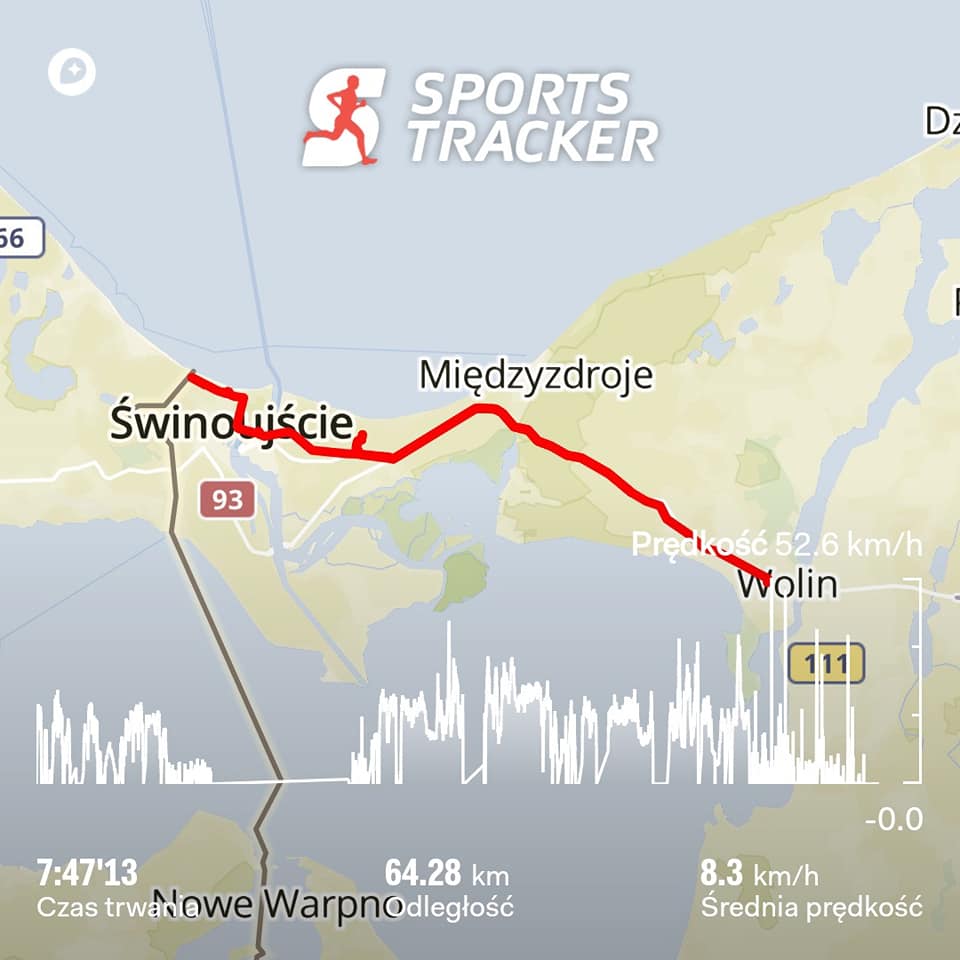 SPORTS
TRACKER
Dz
66
Międzyzdroje
Świnoujście
93
Prędkość 52.6 km/h
Wolin
111
-0.0
7:47'13
64.28 km
8.3 km/h
Czas trwania
Nowe Warpno
Odległość
Średnia prędkość